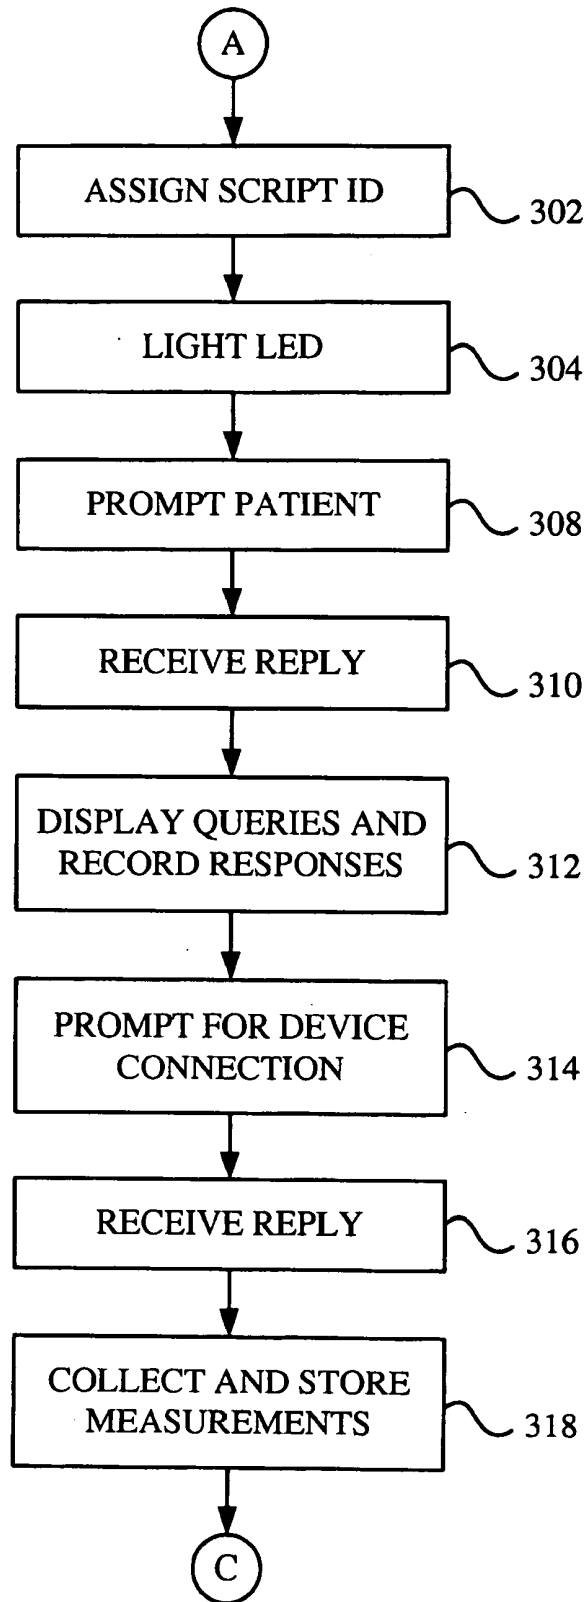 A
ASSIGN SCRIPT ID
302
LIGHT LED
304
PROMPT PATIENT
308
RECEIVE REPLY
310
DISPLAY QUERIES AND
RECORD RESPONSES
312
PROMPT FOR DEVICE
CONNECTION
314
RECEIVE REPLY
316
COLLECT AND STORE
MEASUREMENTS
318
C